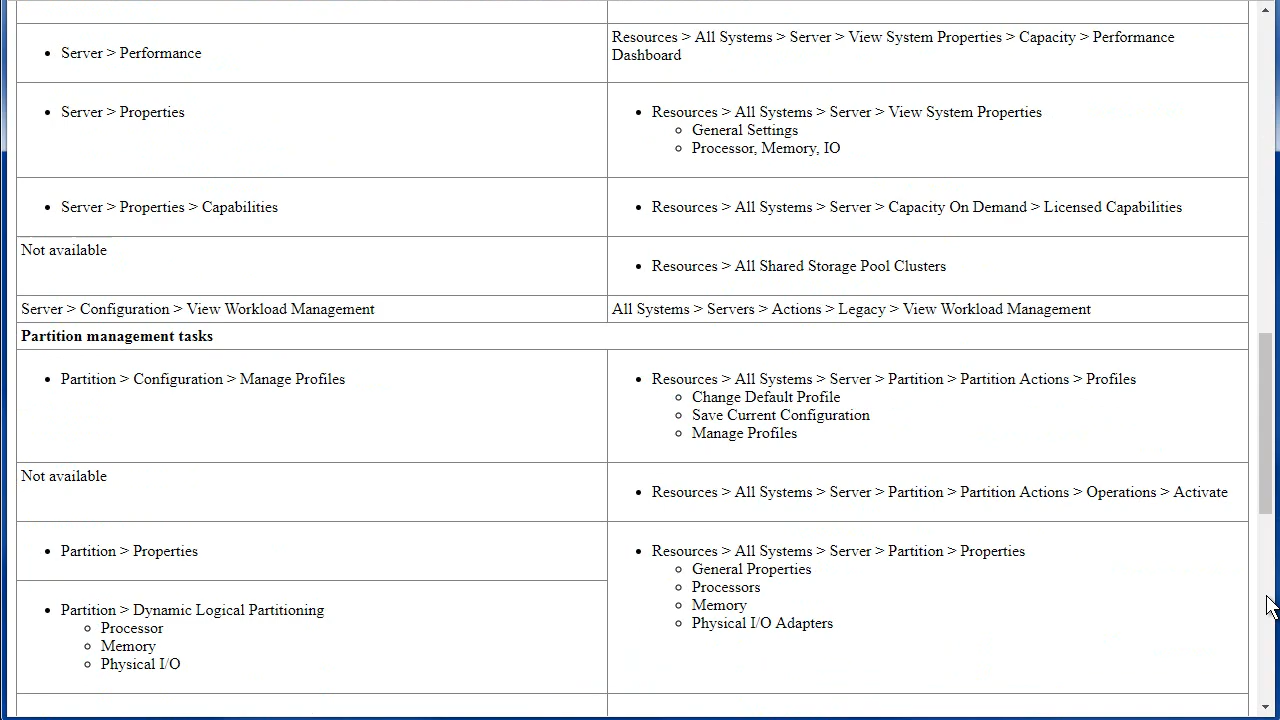 Server > Performance
Resources > All Systems > Server > View System Properties > Capacity > Performance
Dashboard
Server > Properties
Resources > All Systems > Server > View System Properties
General Settings
Processor, Memory, IO
Server > Properties > Capabilities
Resources > All Systems > Server > Capacity On Demand > Licensed Capabilities
Not available
Resources > All Shared Storage Pool Clusters
Server > Configuration > View Workload Management
All Systems > Servers > Actions > Legacy > View Workload Management
Partition management tasks
Partition > Configuration > Manage Profiles
Resources > All Systems > Server > Partition > Partition Actions > Profiles
Change Default Profile
Save Current Configuration
Manage Profiles
Not available
Resources > All Systems > Server > Partition > Partition Actions > Operations > Activate
Partition > Properties
Resources > All Systems > Server > Partition > Properties
General Properties
Processors
Memory
Physical I/O Adapters
Partition > Dynamic Logical Partitioning
Processor
Memory
Physical I/O